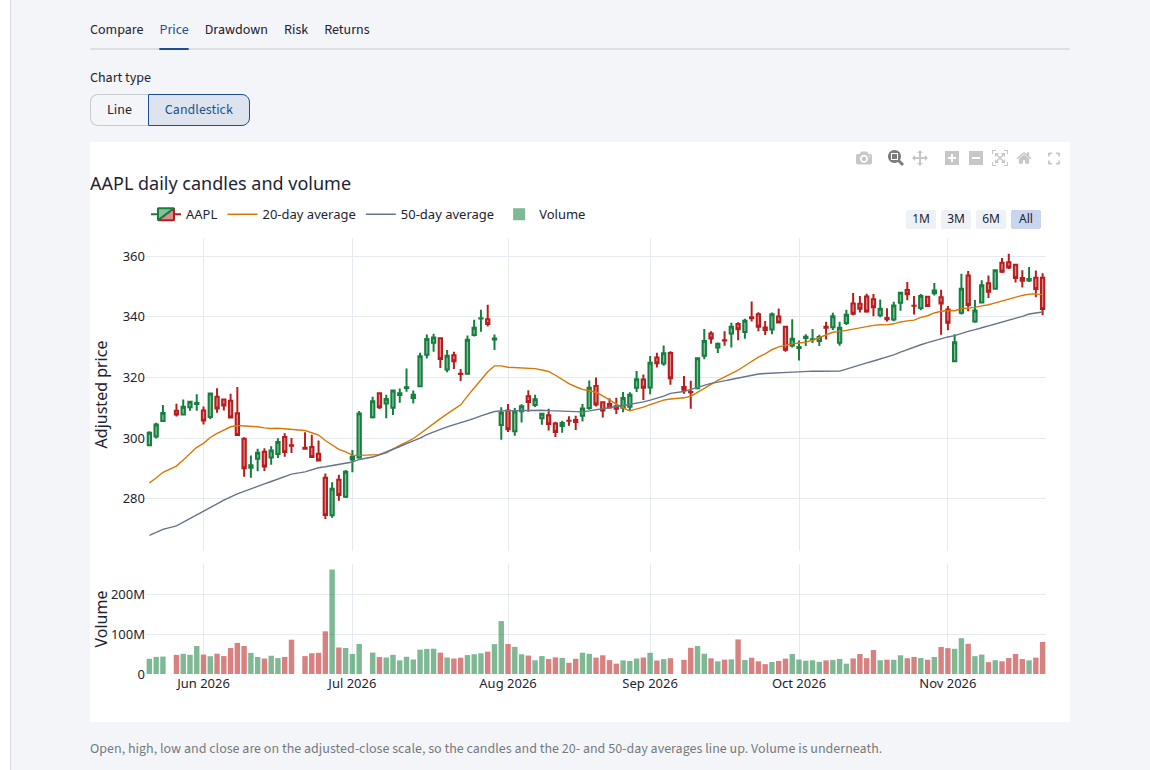 Compare Price Drawdown Risk Returns
Chart type
Line Candlestick
AAPL daily candles and volume
AAPL 20-day average 50-day average Volume
1M 3M 6M All
Adjusted price
360
340
320
300
280
Volume
200M
100M
0
Jun 2026 Jul 2026 Aug 2026 Sep 2026 Oct 2026 Nov 2026
Open, high, low and close are on the adjusted-close scale, so the candles and the 20- and 50-day averages line up. Volume is underneath.